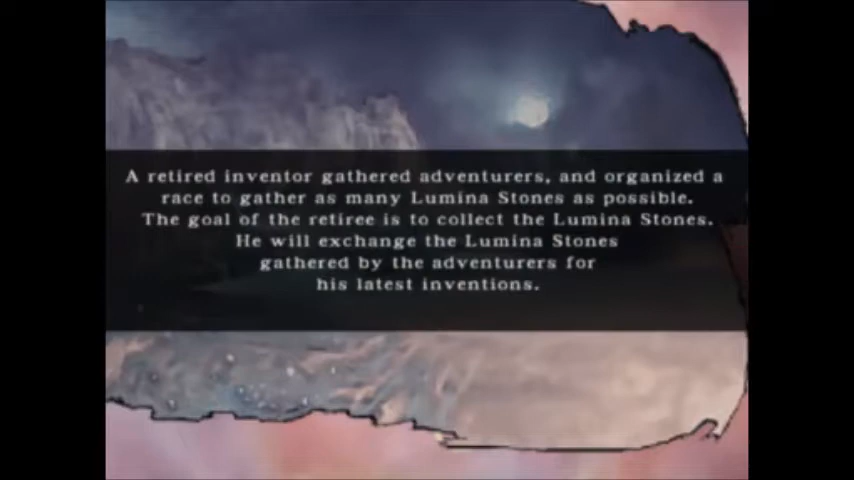 A retired inventor gathered adventurers, and organized a
race to gather as many Lumina Stones as possible.
The goal of the retiree is to collect the Lumina Stones.
He will exchange the Lumina Stones
gathered by the adventurers for
his latest inventions.